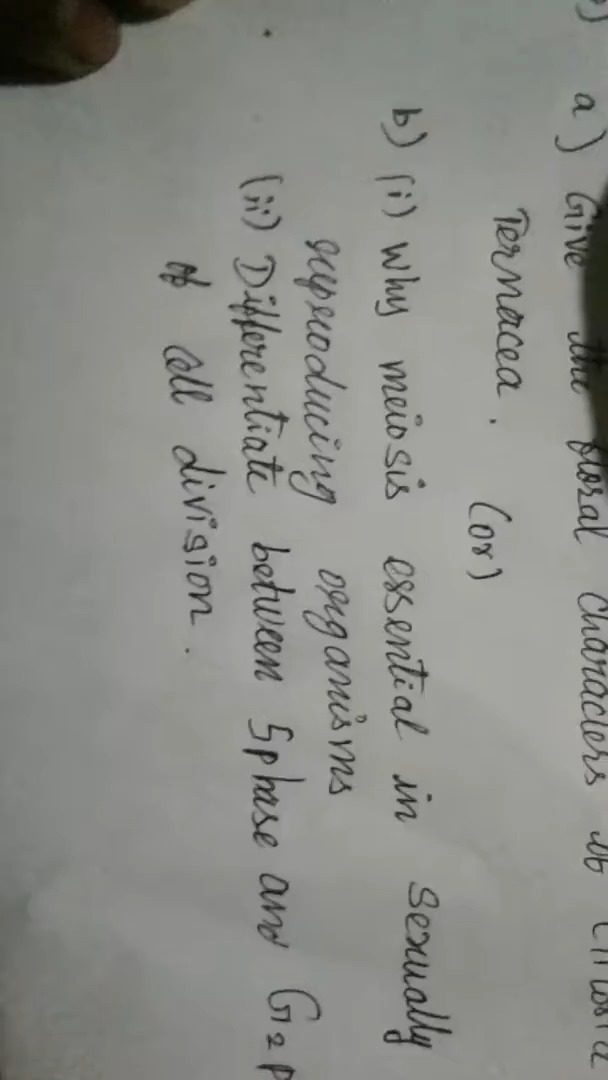 a) Give the floral characters of
Ternacea.
(or)
b) (i) Why meiosis essential in sexually
reproducing organisms
(ii) Differentiate between S phase and G2 p
of cell division.